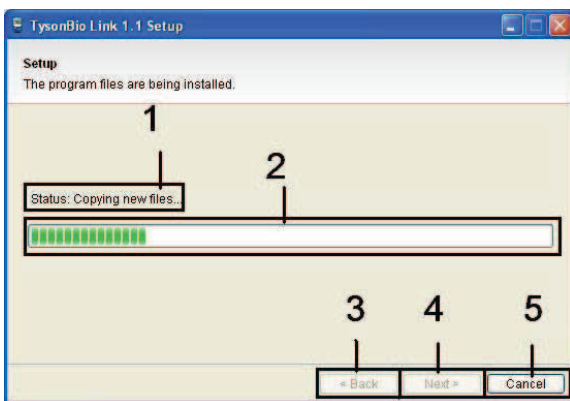 TysonBio Link 1.1 Setup
Setup
The program files are being installed.
1
2
Status: Copying new files...
3 4 5
« Back Next » Cancel